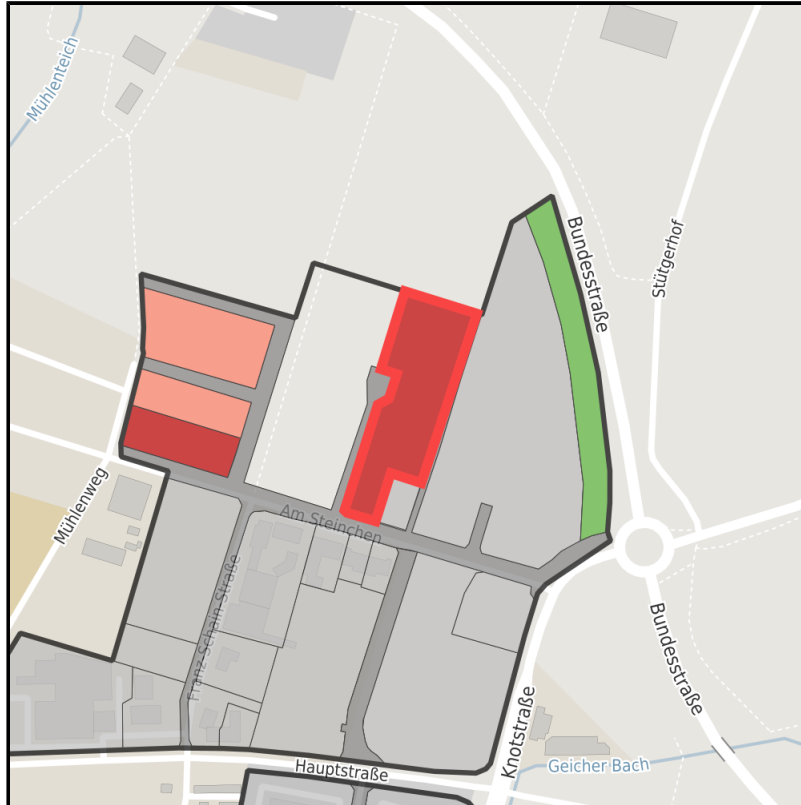 Mühlenteich
Bundesstraße
Stütgerhof
Mühlenweg
Am Steinchen
Franz-Schain-Straße
Bundesstraße
Knotstraße
Hauptstraße
Geicher Bach